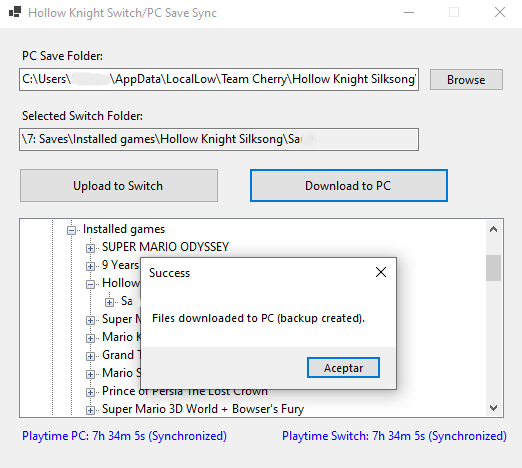 Hollow Knight Switch/PC Save Sync
PC Save Folder:
C:\Users\ \AppData\LocalLow\Team Cherry\Hollow Knight Silksong\
Browse
Selected Switch Folder:
\7: Saves\Installed games\Hollow Knight Silksong\Sa
Upload to Switch
Download to PC
Installed games
SUPER MARIO ODYSSEY
9 Years
Hollow
Sa
Super M
Mario K
Grand T
Mario S
Prince of Persia The Lost Crown
Super Mario 3D World + Bowser's Fury
Success
Files downloaded to PC (backup created).
Aceptar
Playtime PC: 7h 34m 5s (Synchronized)
Playtime Switch: 7h 34m 5s (Synchronized)